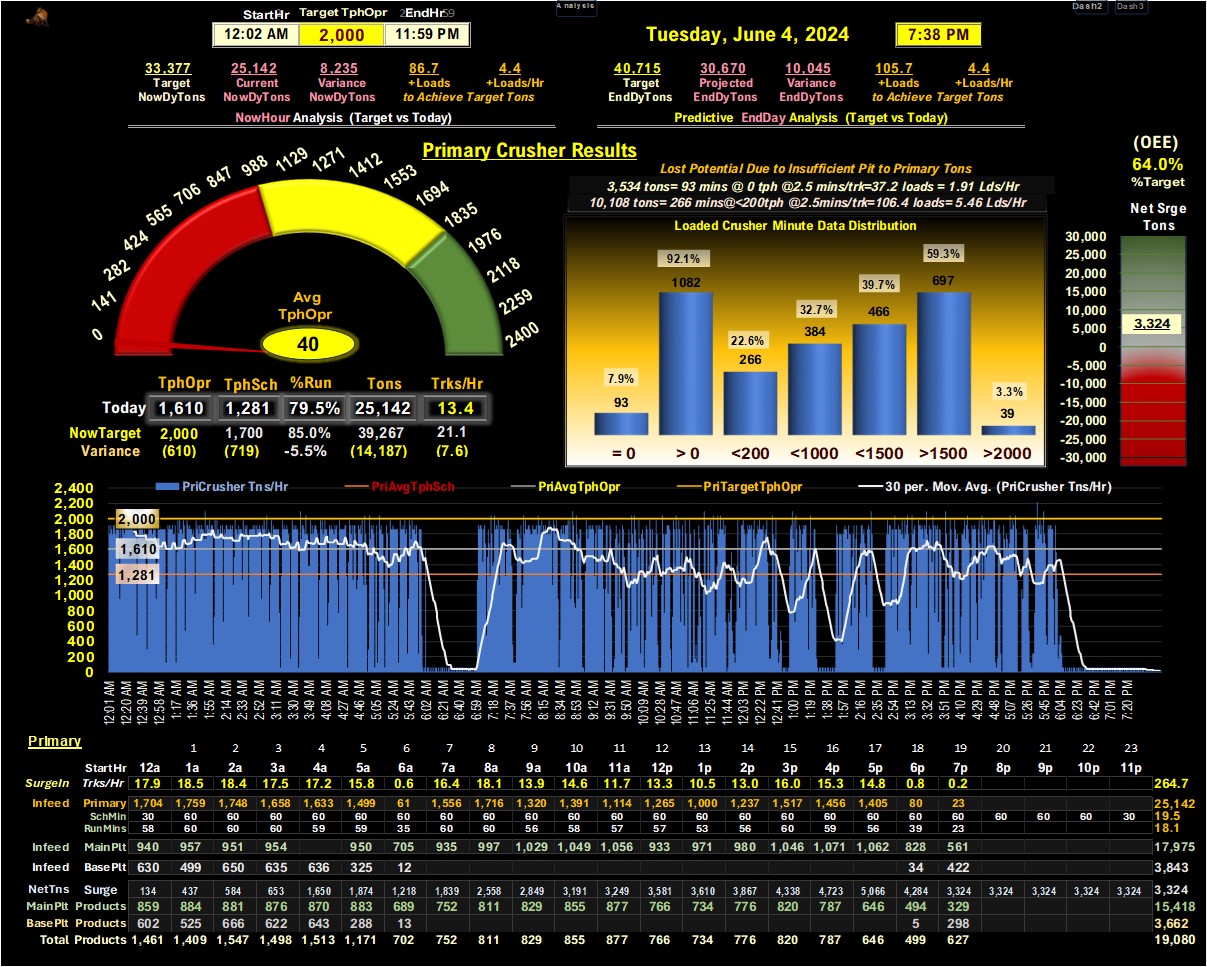 Analysis
Dash2 Dash3
StartHr Target TphOpr EndHr
12:02 AM 2,000 11:59 PM
Tuesday, June 4, 2024 7:38 PM
33,377 25,142 8,235 86.7 4.4
Target Current Variance +Loads +Loads/Hr
NowDyTons NowDyTons NowDyTons to Achieve Target Tons
NowHour Analysis (Target vs Today)
40,715 30,670 10,045 105.7 4.4
Target Projected Variance +Loads +Loads/Hr
EndDyTons EndDyTons EndDyTons to Achieve Target Tons
Predictive EndDay Analysis (Target vs Today)
Primary Crusher Results
0 141 282 424 565 706 847 988 1129 1271 1412 1553 1694 1835 1976 2118 2259 2400
Avg
TphOpr
40
TphOpr TphSch %Run Tons Trks/Hr
Today 1,610 1,281 79.5% 25,142 13.4
NowTarget 2,000 1,700 85.0% 39,267 21.1
Variance (610) (719) -5.5% (14,187) (7.6)
Lost Potential Due to Insufficient Pit to Primary Tons
3,534 tons= 93 mins @ 0 tph @2.5 mins/trk=37.2 loads = 1.91 Lds/Hr
10,108 tons= 266 mins@<200tph @2.5mins/trk=106.4 loads= 5.46 Lds/Hr
Loaded Crusher Minute Data Distribution
7.9% 92.1% 22.6% 32.7% 39.7% 59.3% 3.3%
93 1082 266 384 466 697 39
= 0 > 0 <200 <1000 <1500 >1500 >2000
(OEE)
64.0%
%Target
Net Srge
Tons
30,000
25,000
20,000
15,000
10,000
5,000
0
-5,000
-10,000
-15,000
-20,000
-25,000
-30,000
3,324
PriCrusher Tns/Hr PriAvgTphSch PriAvgTphOpr PriTargetTphOpr 30 per. Mov. Avg. (PriCrusher Tns/Hr)
2,400
2,200
2,000
1,800
1,600
1,400
1,200
1,000
800
600
400
200
0
2,000
1,610
1,281
12:01 AM 12:20 AM 12:39 AM 12:58 AM 1:17 AM 1:36 AM 1:55 AM 2:14 AM 2:33 AM 2:52 AM 3:11 AM 3:30 AM 3:49 AM 4:08 AM 4:27 AM 4:46 AM 5:05 AM 5:24 AM 5:43 AM 6:02 AM 6:21 AM 6:40 AM 6:59 AM 7:18 AM 7:37 AM 7:56 AM 8:15 AM 8:34 AM 8:53 AM 9:12 AM 9:31 AM 9:50 AM 10:09 AM 10:28 AM 10:47 AM 11:06 AM 11:25 AM 11:44 AM 12:03 PM 12:22 PM 12:41 PM 1:00 PM 1:19 PM 1:38 PM 1:57 PM 2:16 PM 2:35 PM 2:54 PM 3:13 PM 3:32 PM 3:51 PM 4:10 PM 4:29 PM 4:48 PM 5:07 PM 5:26 PM 5:45 PM 6:04 PM 6:23 PM 6:42 PM 7:01 PM 7:20 PM
Primary
1 2 3 4 5 6 7 8 9 10 11 12 13 14 15 16 17 18 19 20 21 22 23
StartHr 12a 1a 2a 3a 4a 5a 6a 7a 8a 9a 10a 11a 12p 1p 2p 3p 4p 5p 6p 7p 8p 9p 10p 11p
SurgeIn Trks/Hr 17.9 18.5 18.4 17.5 17.2 15.8 0.6 16.4 18.1 13.9 14.6 11.7 13.3 10.5 13.0 16.0 15.3 14.8 0.8 0.2 264.7
Infeed Primary 1,704 1,759 1,748 1,658 1,633 1,499 61 1,556 1,716 1,320 1,391 1,114 1,265 1,000 1,237 1,517 1,456 1,405 80 23 25,142
SchMin 30 60 60 60 60 60 60 60 60 60 60 60 60 60 60 60 60 60 60 60 60 60 60 30 19.5
RunMins 58 60 60 60 59 59 35 60 60 56 58 57 57 53 56 60 59 56 39 23 18.1
Infeed MainPlt 940 957 951 954 950 705 935 997 1,029 1,049 1,056 933 971 980 1,046 1,071 1,062 828 561 17,975
Infeed BasePlt 630 499 650 635 636 325 12 34 422 3,843
NetTns Surge 134 437 584 653 1,650 1,874 1,218 1,839 2,558 2,849 3,191 3,249 3,581 3,610 3,867 4,338 4,723 5,066 4,284 3,324 3,324 3,324 3,324 3,324 3,324
MainPlt Products 859 884 881 876 870 883 689 752 811 829 855 877 766 734 776 820 787 646 494 329 15,418
BasePlt Products 602 525 666 622 643 288 13 5 298 3,662
Total Products 1,461 1,409 1,547 1,498 1,513 1,171 702 752 811 829 855 877 766 734 776 820 787 646 499 627 19,080